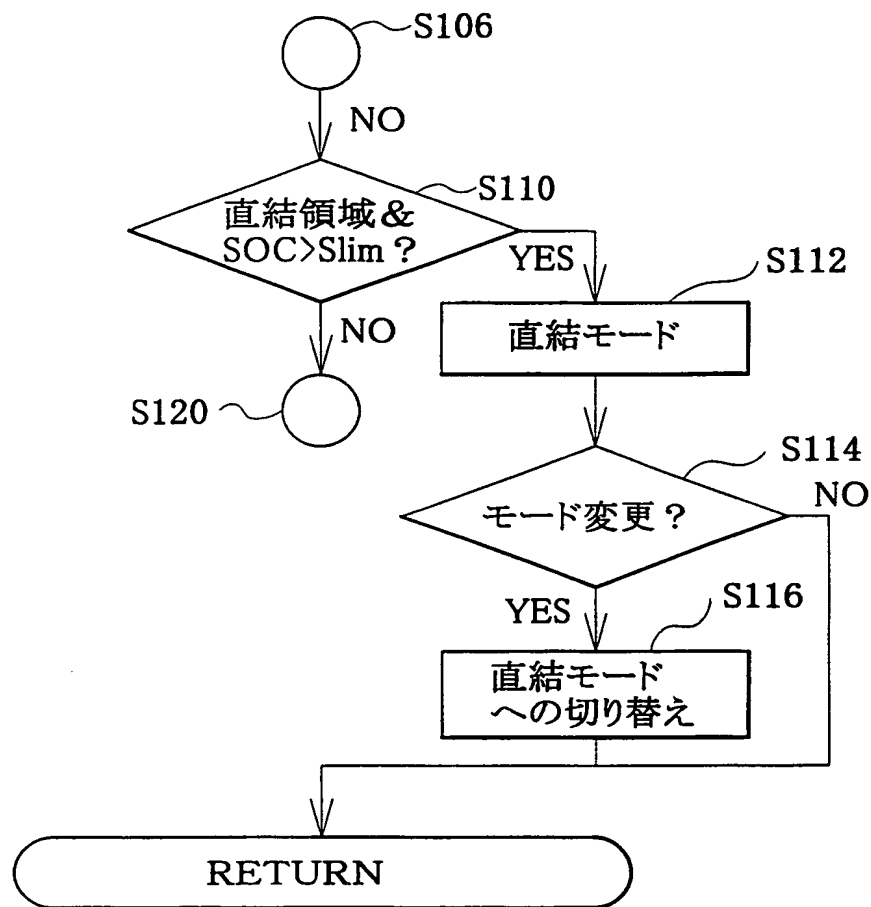 S106
NO
S110
直結領域&
SOC>Slim?
YES
S112
NO
直結モード
S120
S114
NO
モード変更?
YES
S116
直結モード
への切り替え
RETURN